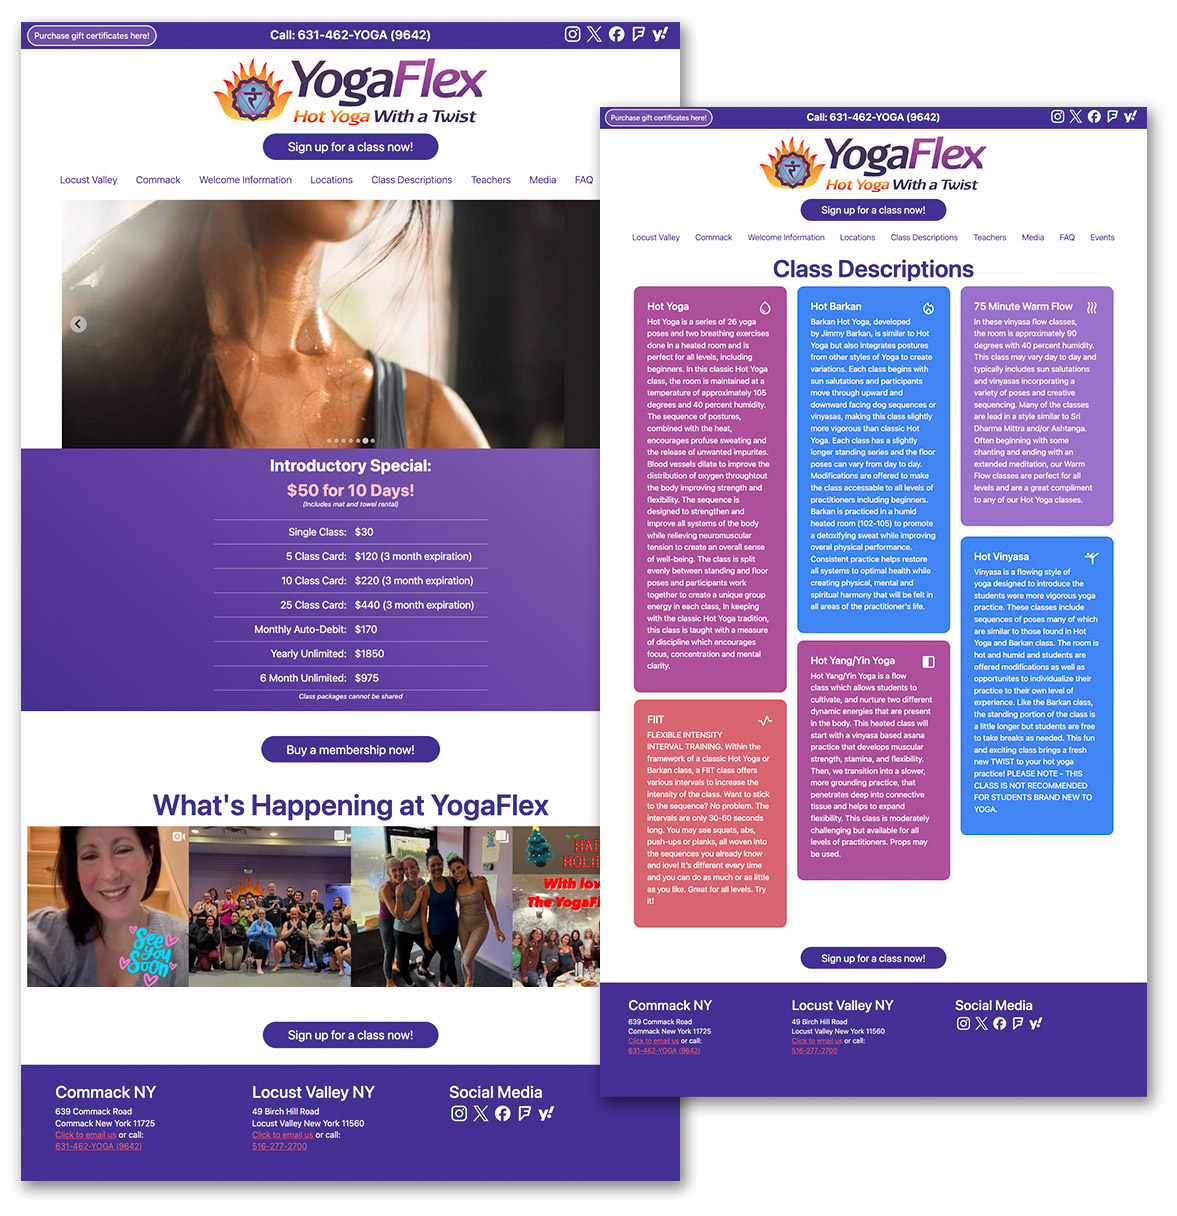 Purchase gift certificates here!
Call: 631-462-YOGA (9642)
YogaFlex
Hot Yoga With a Twist
Sign up for a class now!
Locust Valley Commack Welcome Information Locations Class Descriptions Teachers Media FAQ
Introductory Special:
$50 for 10 Days!
(Includes mat and towel rental)
Single Class: $30
5 Class Card: $120 (3 month expiration)
10 Class Card: $220 (3 month expiration)
25 Class Card: $440 (3 month expiration)
Monthly Auto-Debit: $170
Yearly Unlimited: $1850
6 Month Unlimited: $975
Class packages cannot be shared
Buy a membership now!
What's Happening at YogaFlex
See
you
Soon
HAP
HOLI
With lov
The YogaF
Sign up for a class now!
Commack NY
639 Commack Road
Commack New York 11725
Click to email us or call:
631-462-YOGA (9642)
Locust Valley NY
49 Birch Hill Road
Locust Valley New York 11560
Click to email us or call:
516-277-2700
Social Media
Purchase gift certificates here!
Call: 631-462-YOGA (9642)
YogaFlex
Hot Yoga With a Twist
Sign up for a class now!
Locust Valley Commack Welcome Information Locations Class Descriptions Teachers Media FAQ Events
Class Descriptions
Hot Yoga
Hot Yoga is a series of 26 yoga
poses and two breathing exercises
done in a heated room and is
perfect for all levels, including
beginners. In this classic Hot Yoga
class, the room is maintained at a
temperature of approximately 105
degrees and 40 percent humidity.
The sequence of postures,
combined with the heat,
encourages profuse sweating and
the release of unwanted impurites.
Blood vessels dilate to improve the
distribution of oxygen throughtout
the body improving strength and
flexibility. The sequence is
designed to strengthen and
improve all systems of the body
while relieving neuromuscular
tension to create an overall sense
of well-being. The class is split
evenly between standing and floor
poses and participants work
together to create a unique group
energy in each class, In keeping
with the classic Hot Yoga tradition,
this class is taught with a measure
of discipline which encourages
focus, concentration and mental
clarity.
FIIT
FLEXIBLE INTENSITY
INTERVAL TRAINING. Within the
framework of a classic Hot Yoga or
Barkan class, a FIIT class offers
various intervals to increase the
intensity of the class. Want to stick
to the sequence? No problem. The
intervals are only 30-60 seconds
long. You may see squats, abs,
push-ups or planks, all woven into
the sequences you already know
and love! It's different every time
and you can do as much or as little
as you like. Great for all levels. Try
it!
Hot Barkan
Barkan Hot Yoga, developed
by Jimmy Barkan, is similar to Hot
Yoga but also integrates postures
from other styles of Yoga to create
variations. Each class begins with
sun salutations and participants
move through upward and
downward facing dog sequences or
vinyasas, making this class slightly
more vigorous than classic Hot
Yoga. Each class has a slightly
longer standing series and the floor
poses can vary from day to day.
Modifications are offered to make
the class accessable to all levels of
practitioners including beginners.
Barkan is practiced in a humid
heated room (102-105) to promote
a detoxifying sweat while improving
overal physical performance.
Consistent practice helps restore
all systems to optimal health while
creating physical, mental and
spiritual harmony that will be felt in
all areas of the practitioner's life.
Hot Yang/Yin Yoga
Hot Yang/Yin Yoga is a flow
class which allows students to
cultivate, and nurture two different
dynamic energies that are present
in the body. This heated class will
start with a vinyasa based asana
practice that develops muscular
strength, stamina, and flexibility.
Then, we transition into a slower,
more grounding practice, that
penetrates deep into connective
tissue and helps to expand
flexibility. This class is moderately
challenging but available for all
levels of practitioners. Props may
be used.
75 Minute Warm Flow
In these vinyasa flow classes,
the room is approximately 90
degrees with 40 percent humidity.
This class may vary day to day and
typically includes sun salutations
and vinyasas incorporating a
variety of poses and creative
sequencing. Many of the classes
are lead in a style similar to Sri
Dharma Mittra and/or Ashtanga.
Often beginning with some
chanting and ending with an
extended meditation, our Warm
Flow classes are perfect for all
levels and are a great compliment
to any of our Hot Yoga classes.
Hot Vinyasa
Vinyasa is a flowing style of
yoga designed to introduce the
students were more vigorous yoga
practice. These classes include
sequences of poses many of which
are similar to those found in Hot
Yoga and Barkan class. The room is
hot and humid and students are
offered modifications as well as
opportunites to individualize their
practice to their own level of
experience. Like the Barkan class,
the standing portion of the class is
a little longer but students are free
to take breaks as needed. This fun
and exciting class brings a fresh
new TWIST to your hot yoga
practice! PLEASE NOTE - THIS
CLASS IS NOT RECOMMENDED
FOR STUDENTS BRAND NEW TO
YOGA.
Sign up for a class now!
Commack NY
639 Commack Road
Commack New York 11725
Click to email us or call:
631-462-YOGA (9642)
Locust Valley NY
49 Birch Hill Road
Locust Valley New York 11560
Click to email us or call:
516-277-2700
Social Media